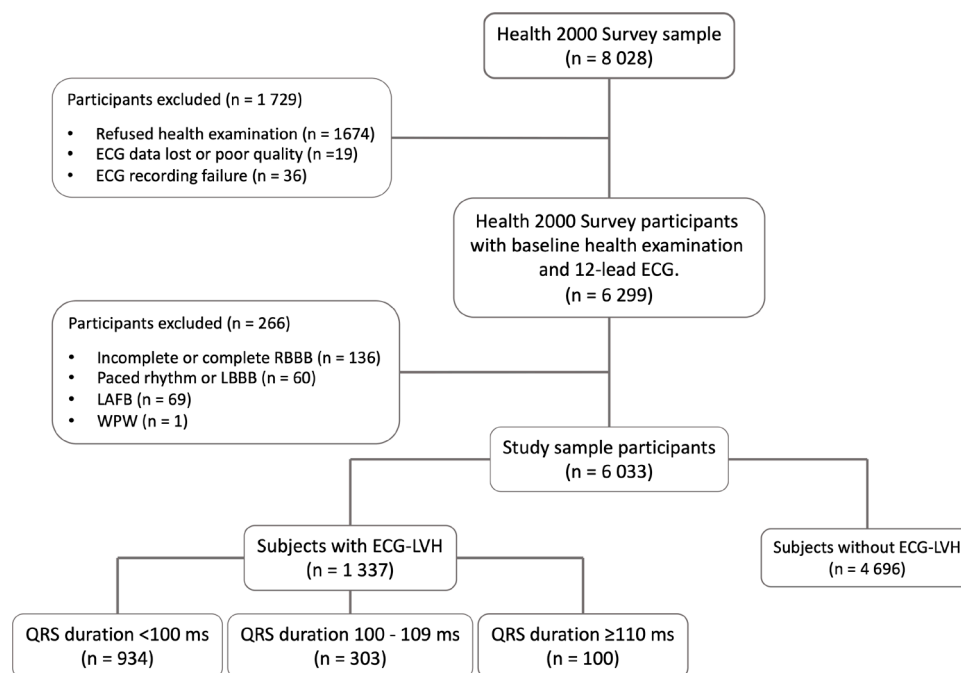 Health 2000 Survey sample
(n = 8 028)
Participants excluded (n = 1 729)
• Refused health examination (n = 1674)
• ECG data lost or poor quality (n =19)
• ECG recording failure (n = 36)
Health 2000 Survey participants
with baseline health examination
and 12-lead ECG.
(n = 6 299)
Participants excluded (n = 266)
• Incomplete or complete RBBB (n = 136)
• Paced rhythm or LBBB (n = 60)
• LAFB (n = 69)
• WPW (n = 1)
Study sample participants
(n = 6 033)
Subjects with ECG-LVH
(n = 1 337)
Subjects without ECG-LVH
(n = 4 696)
QRS duration <100 ms
(n = 934)
QRS duration 100 - 109 ms
(n = 303)
QRS duration ≥110 ms
(n = 100)